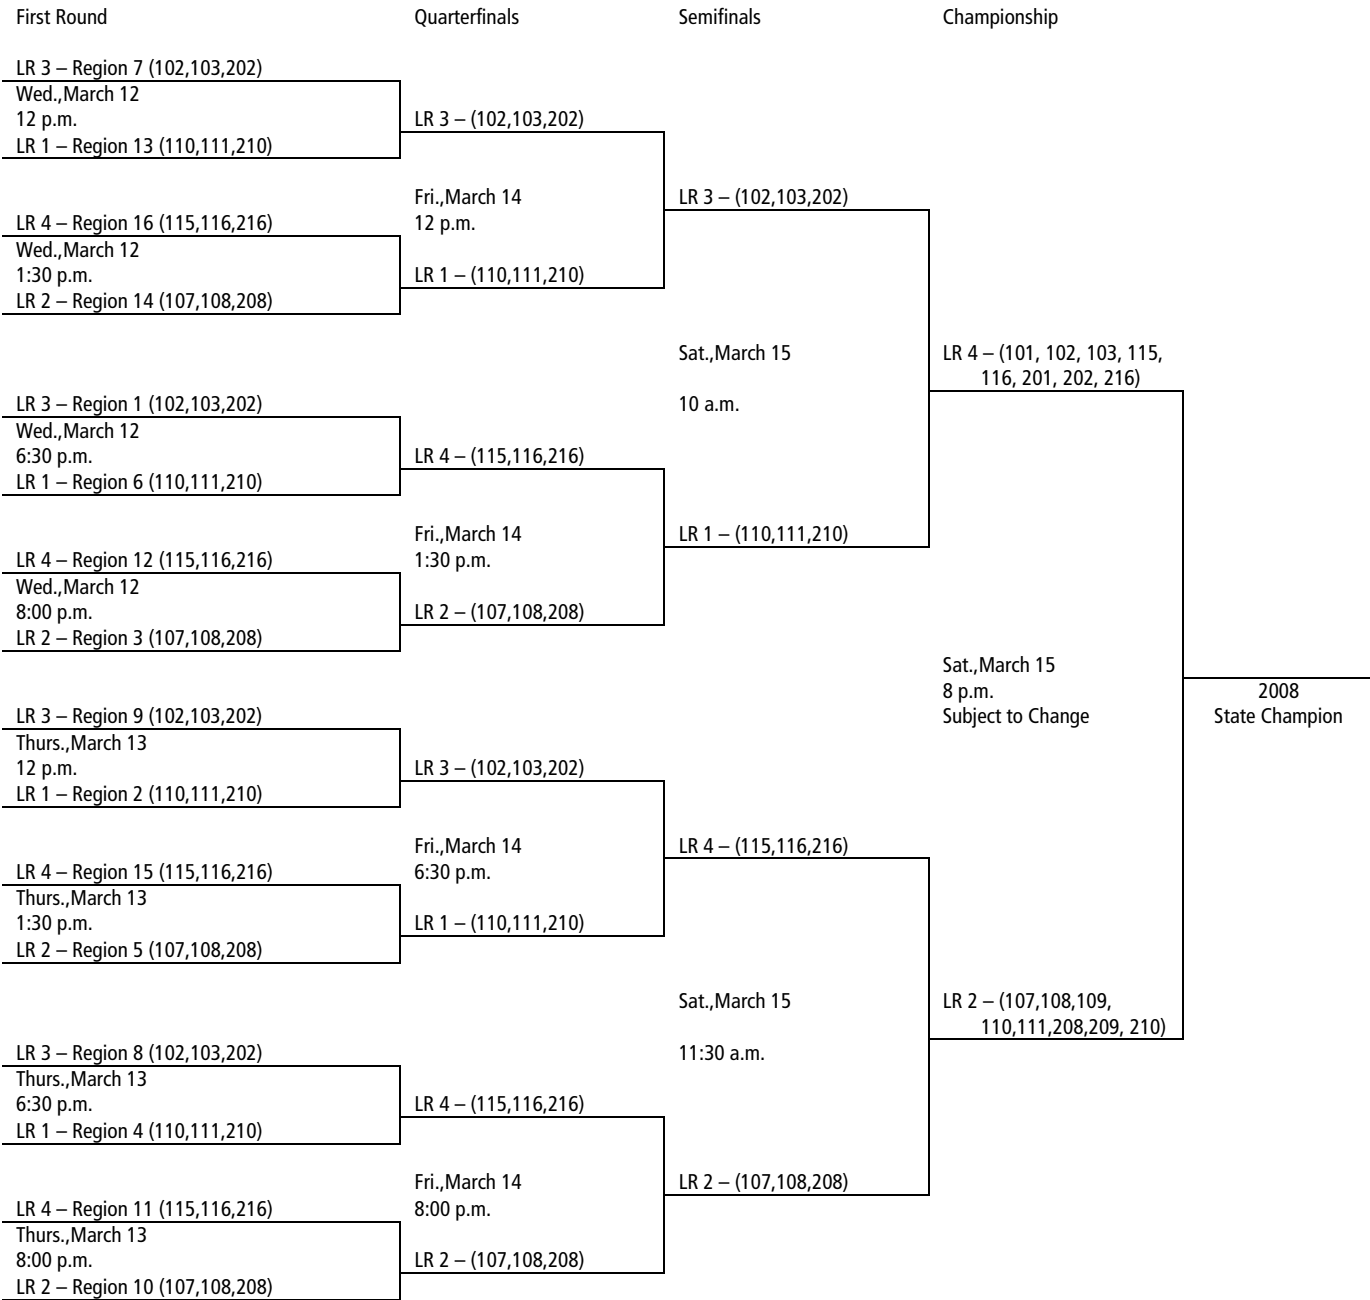 First Round
Quarterfinals
Semifinals
Championship
LR 3 – Region 7 (102,103,202)
Wed.,March 12
12 p.m.
LR 1 – Region 13 (110,111,210)
LR 4 – Region 16 (115,116,216)
Wed.,March 12
1:30 p.m.
LR 2 – Region 14 (107,108,208)
LR 3 – Region 1 (102,103,202)
Wed.,March 12
6:30 p.m.
LR 1 – Region 6 (110,111,210)
LR 4 – Region 12 (115,116,216)
Wed.,March 12
8:00 p.m.
LR 2 – Region 3 (107,108,208)
LR 3 – Region 9 (102,103,202)
Thurs.,March 13
12 p.m.
LR 1 – Region 2 (110,111,210)
LR 4 – Region 15 (115,116,216)
Thurs.,March 13
1:30 p.m.
LR 2 – Region 5 (107,108,208)
LR 3 – Region 8 (102,103,202)
Thurs.,March 13
6:30 p.m.
LR 1 – Region 4 (110,111,210)
LR 4 – Region 11 (115,116,216)
Thurs.,March 13
8:00 p.m.
LR 2 – Region 10 (107,108,208)
LR 3 – (102,103,202)
Fri.,March 14
12 p.m.
LR 1 – (110,111,210)
LR 4 – (115,116,216)
Fri.,March 14
1:30 p.m.
LR 2 – (107,108,208)
LR 3 – (102,103,202)
Fri.,March 14
6:30 p.m.
LR 1 – (110,111,210)
LR 4 – (115,116,216)
Fri.,March 14
8:00 p.m.
LR 2 – (107,108,208)
LR 3 – (102,103,202)
Sat.,March 15
10 a.m.
LR 1 – (110,111,210)
LR 4 – (115,116,216)
Sat.,March 15
11:30 a.m.
LR 2 – (107,108,208)
LR 4 – (101, 102, 103, 115,
116, 201, 202, 216)
Sat.,March 15
8 p.m.
Subject to Change
LR 2 – (107,108,109,
110,111,208,209, 210)
2008
State Champion